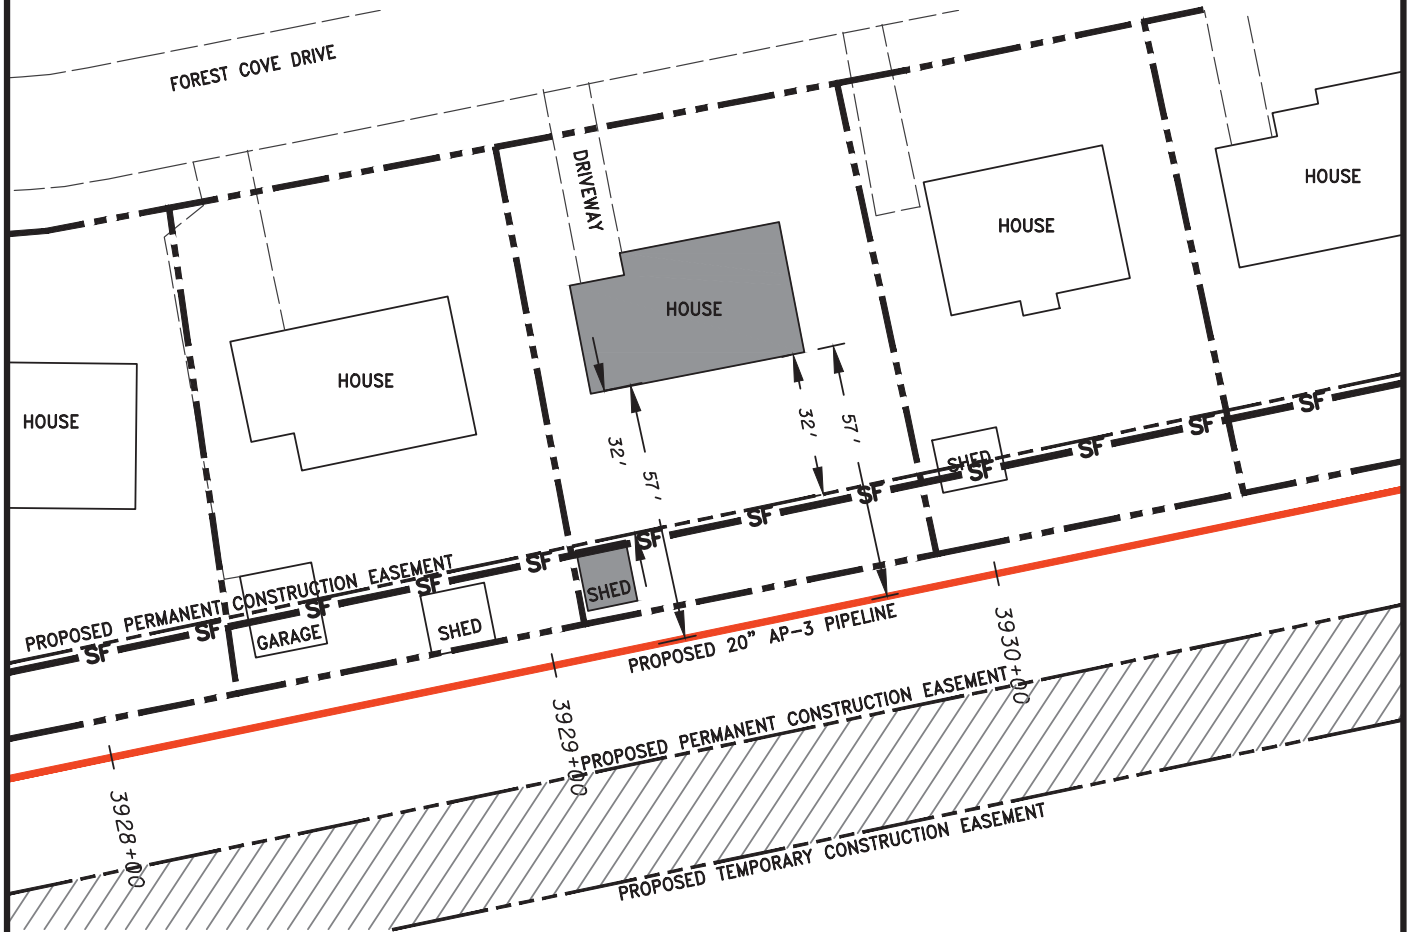 FOREST COVE DRIVE
DRIVEWAY
HOUSE
HOUSE
HOUSE
HOUSE
HOUSE
32'
57'
32'
57'
SHED
SF
SF
SF
SF
SF
SF
SF
SF
SF
SF
SF
SF
PROPOSED PERMANENT CONSTRUCTION EASEMENT
GARAGE
SHED
SHED
PROPOSED 20" AP-3 PIPELINE
3928+00
3929+00
3930+00
PROPOSED PERMANENT CONSTRUCTION EASEMENT
PROPOSED TEMPORARY CONSTRUCTION EASEMENT